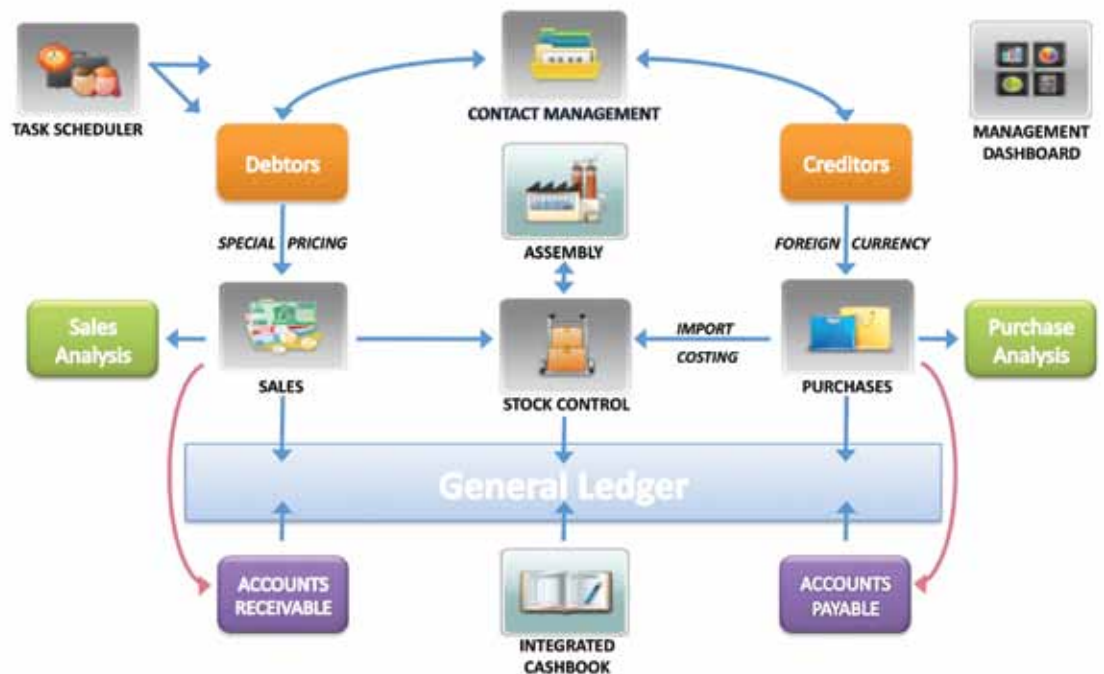 TASK SCHEDULER
CONTACT MANAGEMENT
MANAGEMENT
DASHBOARD
Debtors
Creditors
SPECIAL PRICING
ASSEMBLY
FOREIGN CURRENCY
Sales
Analysis
SALES
STOCK CONTROL
IMPORT
COSTING
PURCHASES
Purchase
Analysis
General Ledger
ACCOUNTS
RECEIVABLE
INTEGRATED
CASHBOOK
ACCOUNTS
PAYABLE